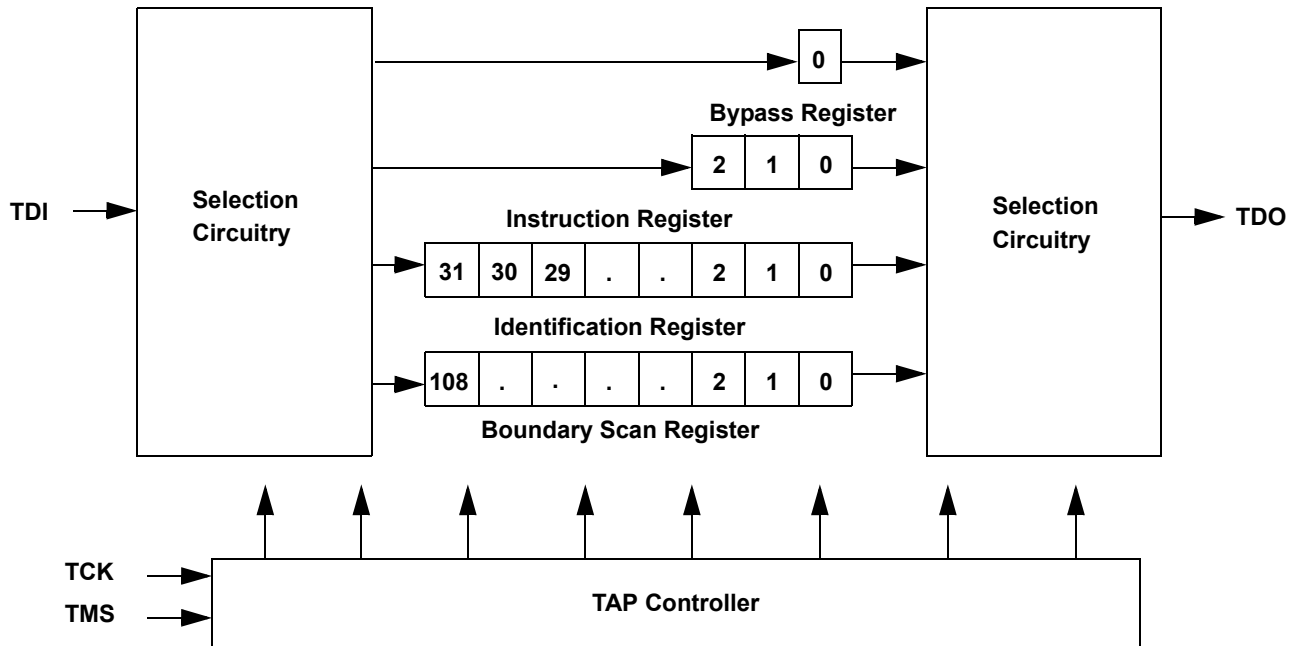 0
Bypass Register
2 1 0
Selection
Circuitry
TDI
Instruction Register
31 30 29 . . 2 1 0
Identification Register
108 . . . . 2 1 0
Boundary Scan Register
Selection
Circuitry
TDO
TCK
TMS
TAP Controller